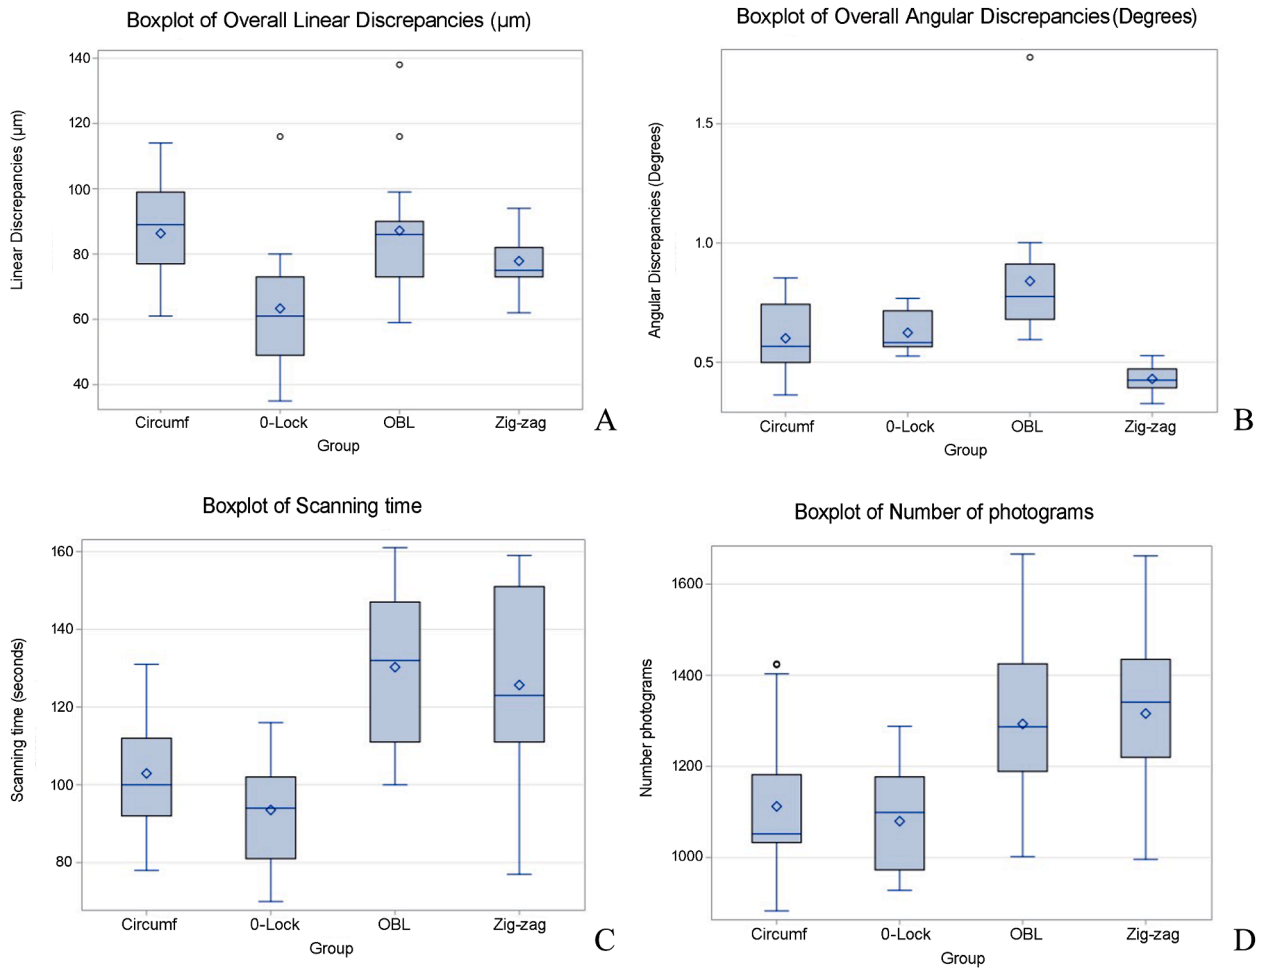 Boxplot of Overall Linear Discrepancies (µm)
140
120
100
80
60
40
Linear Discrepancies (µm)
Circumf
0-Lock
OBL
Zig-zag
Group
A
Boxplot of Overall Angular Discrepancies (Degrees)
1.5
1.0
0.5
Angular Discrepancies (Degrees)
Circumf
0-Lock
OBL
Zig-zag
Group
B
Boxplot of Scanning time
160
140
120
100
80
Scanning time (seconds)
Circumf
0-Lock
OBL
Zig-zag
Group
C
Boxplot of Number of photograms
1600
1400
1200
1000
Number photograms
Circumf
0-Lock
OBL
Zig-zag
Group
D